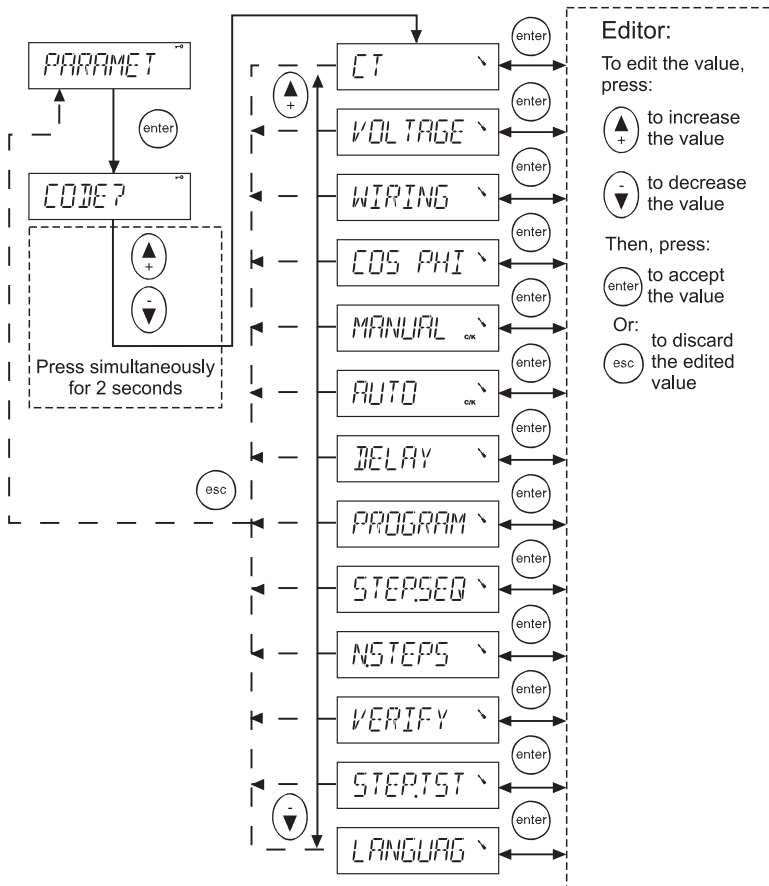 PARAMET
enter
CODE?
+
-
Press simultaneously
for 2 seconds
esc
+
-
CT
enter
VOLTAGE
enter
WIRING
enter
COS PHI
enter
MANUAL C/K
enter
AUTO C/K
enter
DELAY
enter
PROGRAM
enter
STEP.SEQ
enter
N.STEPS
enter
VERIFY
enter
STEP.TST
enter
LANGUAG
enter
Editor:
To edit the value,
press:
+
to increase
the value
-
to decrease
the value
Then, press:
enter
to accept
the value
Or:
esc
to discard
the edited
value